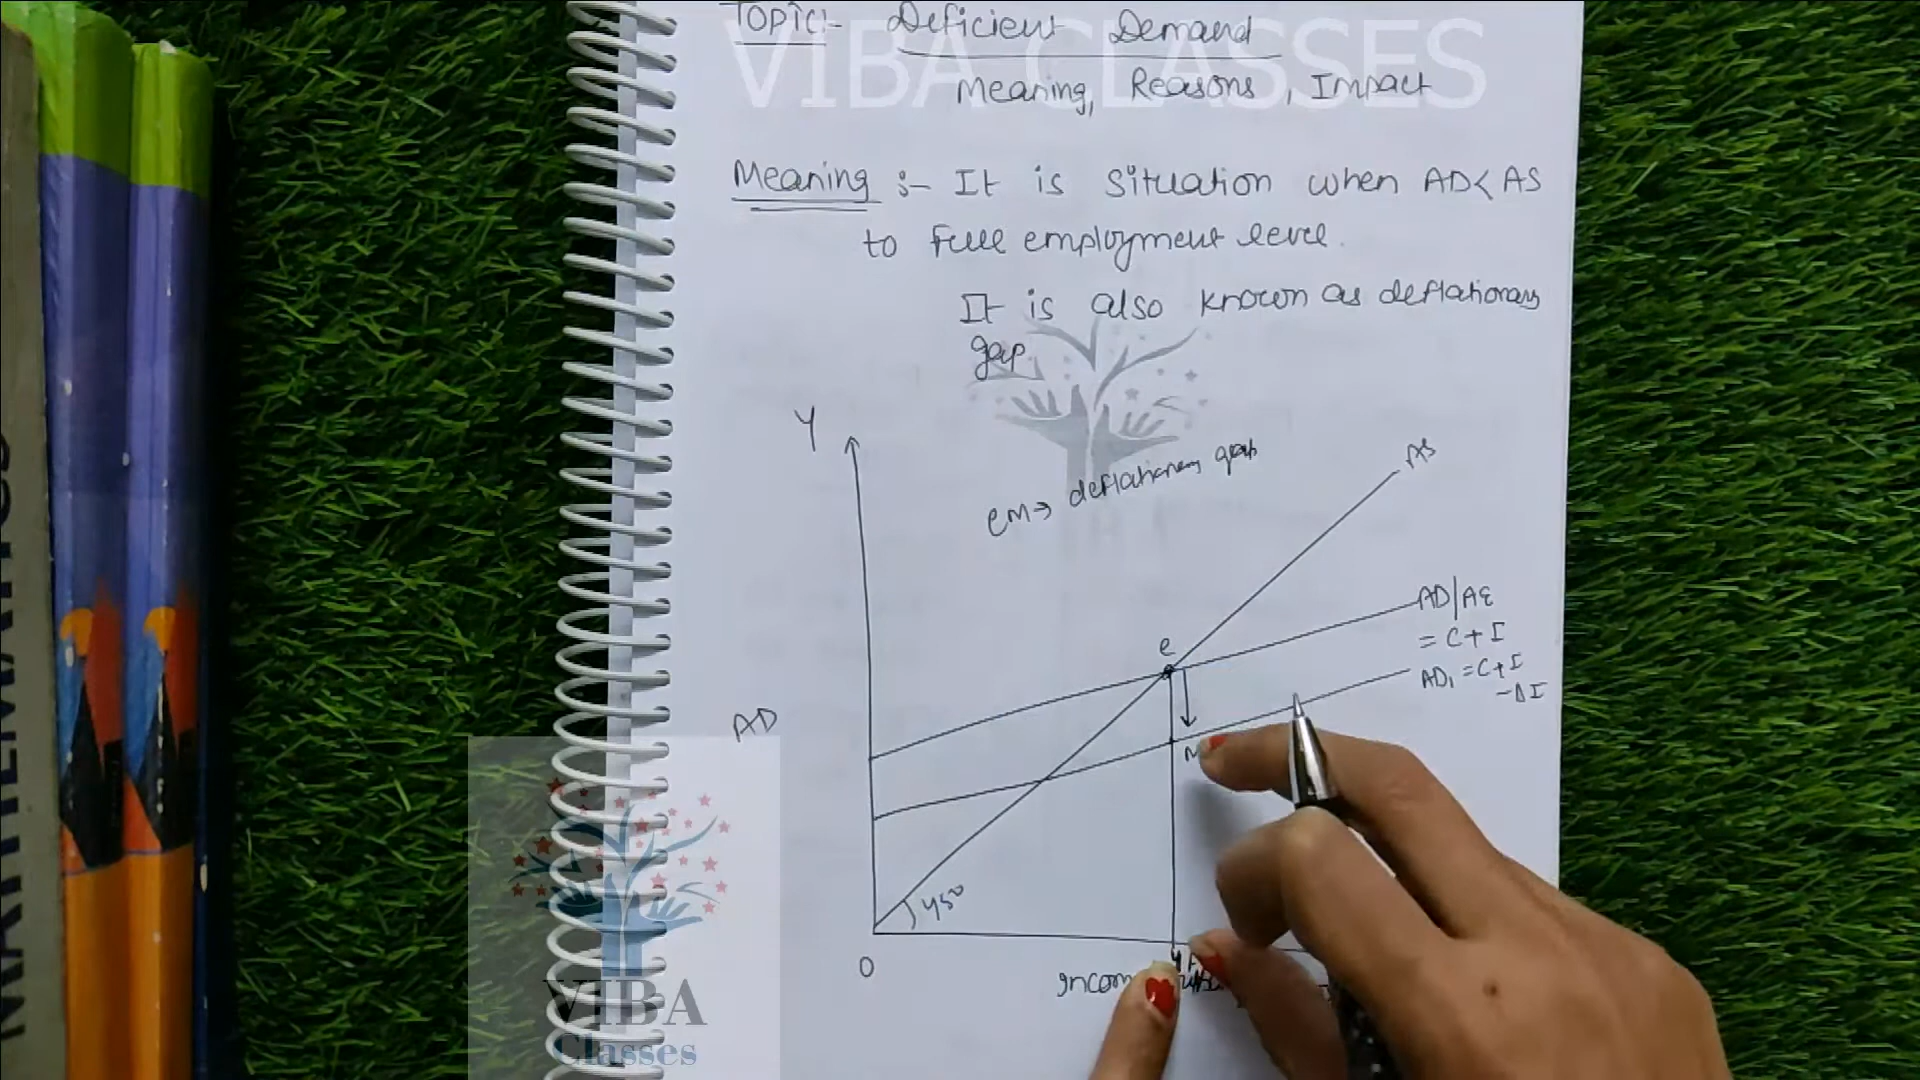 VIBA CLASSES
TOPIC:- Deficient Demand
Meaning, Reasons, Impact
Meaning :- It is situation when AD< AS
to Full employment level.
It is also known as deflationary
gap.
Y
em→ deflationary gap
AS
AD/AE
= C+I
AD₁ = C+I
-ΔI
e
M
AD
45°
0
VIBA
Classes